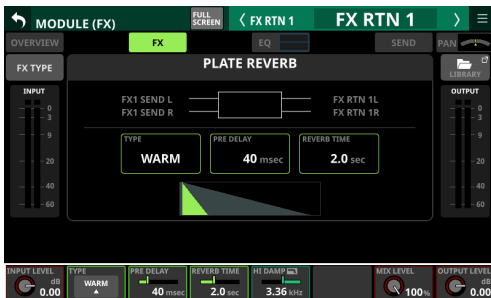 MODULE (FX)
FULL SCREEN
FX RTN 1
FX RTN 1
OVERVIEW
FX
EQ
SEND
PAN
FX TYPE
PLATE REVERB
LIBRARY
INPUT
OUTPUT
FX1 SEND L
FX RTN 1L
FX1 SEND R
FX RTN 1R
0
3
9
20
40
60
0
3
9
20
40
60
TYPE
WARM
PRE DELAY
40 msec
REVERB TIME
2.0 sec
INPUT LEVEL
dB
0.00
TYPE
WARM
PRE DELAY
40 msec
REVERB TIME
2.0 sec
HI DAMP
3.36 kHz
MIX LEVEL
100%
OUTPUT LEVEL
dB
0.00